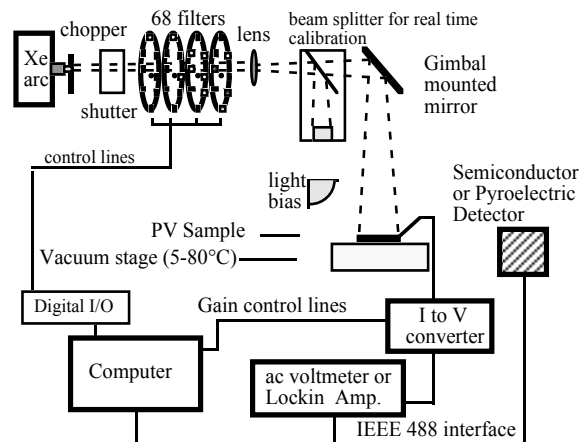 Xe
arc
chopper
shutter
68 filters
lens
beam splitter for real time
calibration
Gimbal
mounted
mirror
control lines
light
bias
Semiconductor
or Pyroelectric
Detector
PV Sample
Vacuum stage (5-80°C)
Digital I/O
Gain control lines
I to V
converter
Computer
ac voltmeter or
Lockin Amp.
IEEE 488 interface